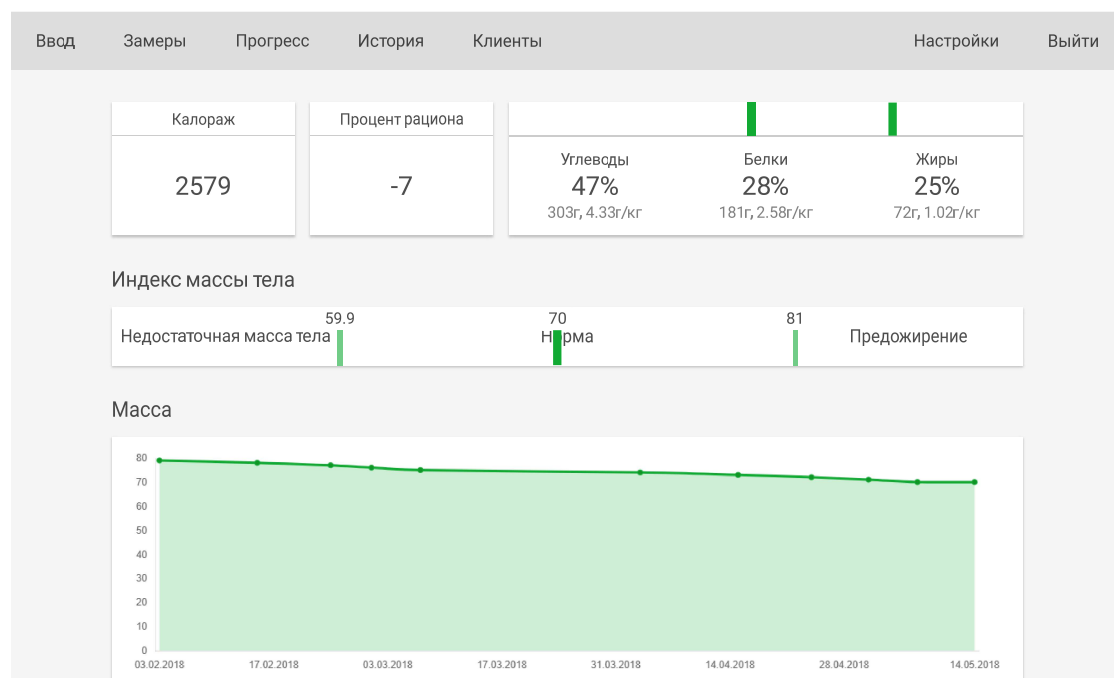 Ввод Замеры Прогресс История Клиенты Настройки Выйти
Калораж
2579
Процент рациона
-7
Углеводы Белки Жиры
47% 28% 25%
303г, 4.33г/кг 181г, 2.58г/кг 72г, 1.02г/кг
Индекс массы тела
59.9 70 81
Недостаточная масса тела Норма Предожирение
Масса
80
70
60
50
40
30
20
10
0
03.02.2018 17.02.2018 03.03.2018 17.03.2018 31.03.2018 14.04.2018 28.04.2018 14.05.2018